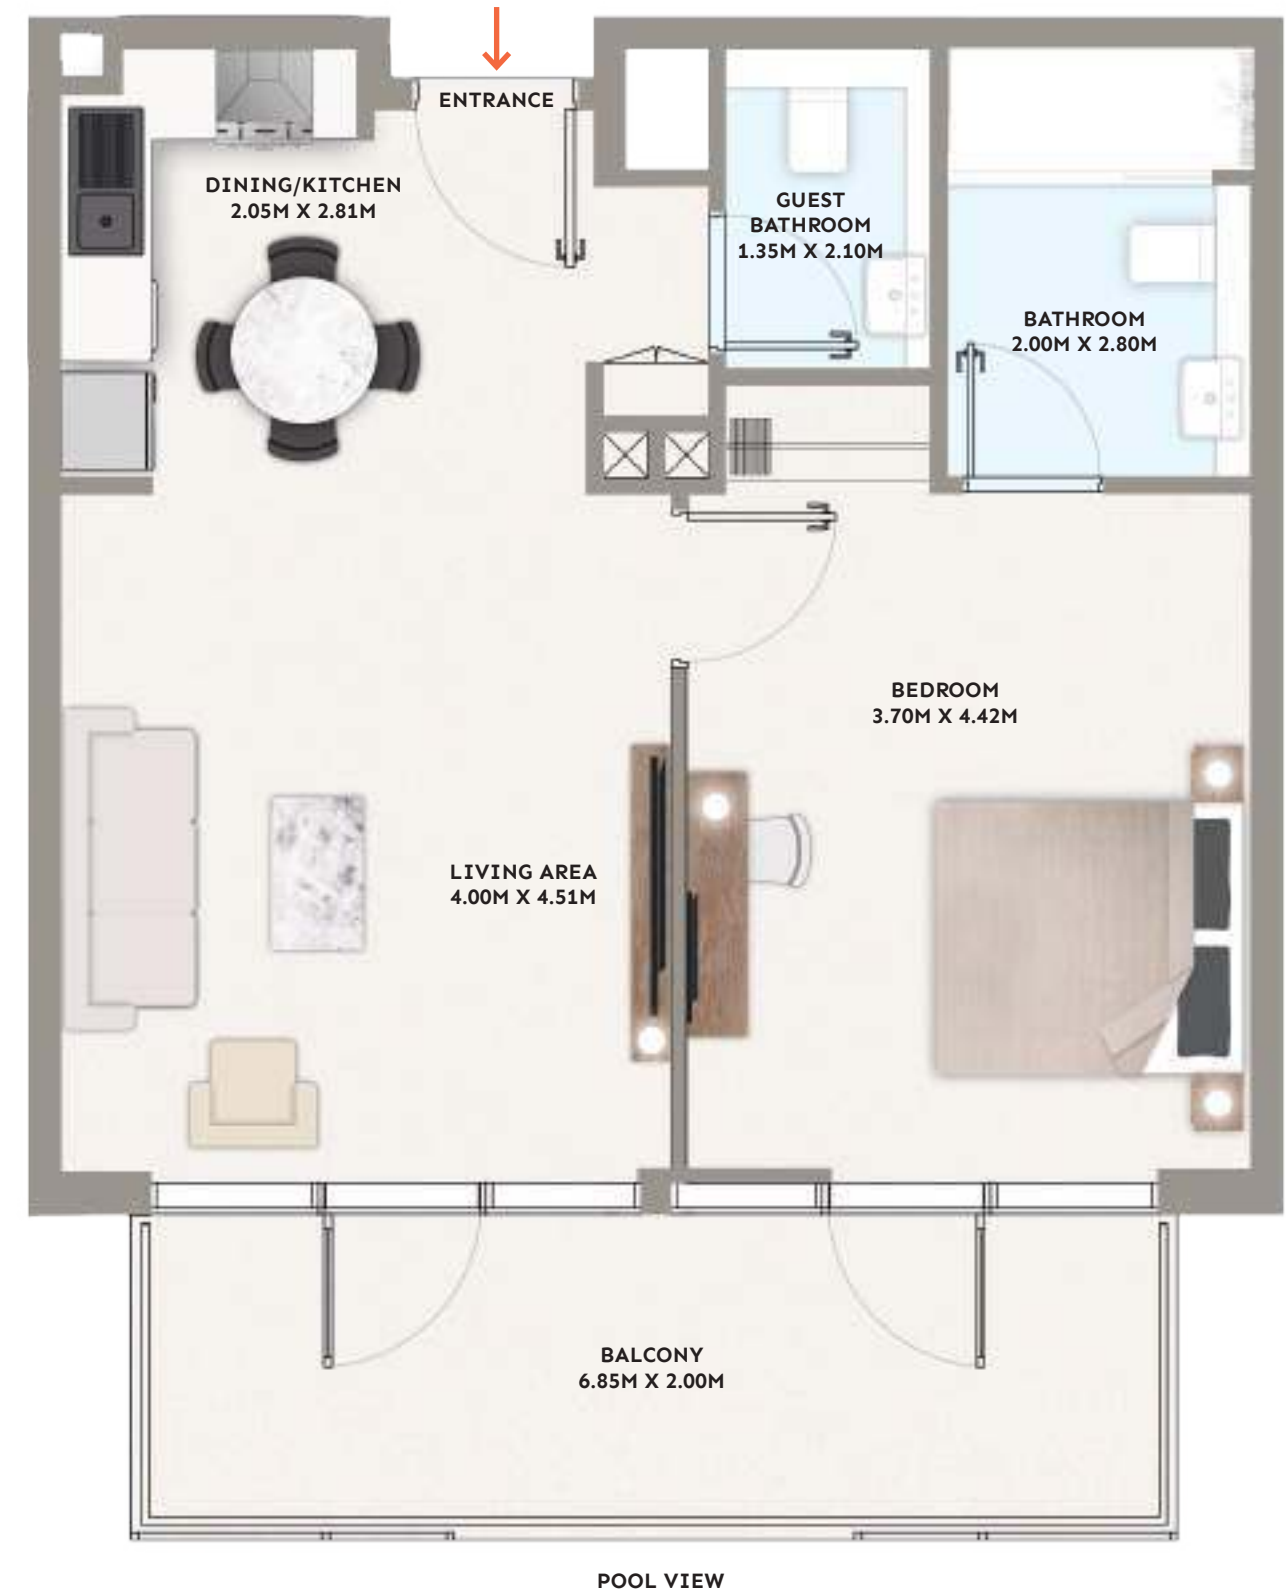 ENTRANCE
DINING/KITCHEN
2.05M X 2.81M
GUEST
BATHROOM
1.35M X 2.10M
BATHROOM
2.00M X 2.80M
BEDROOM
3.70M X 4.42M
LIVING AREA
4.00M X 4.51M
BALCONY
6.85M X 2.00M
POOL VIEW